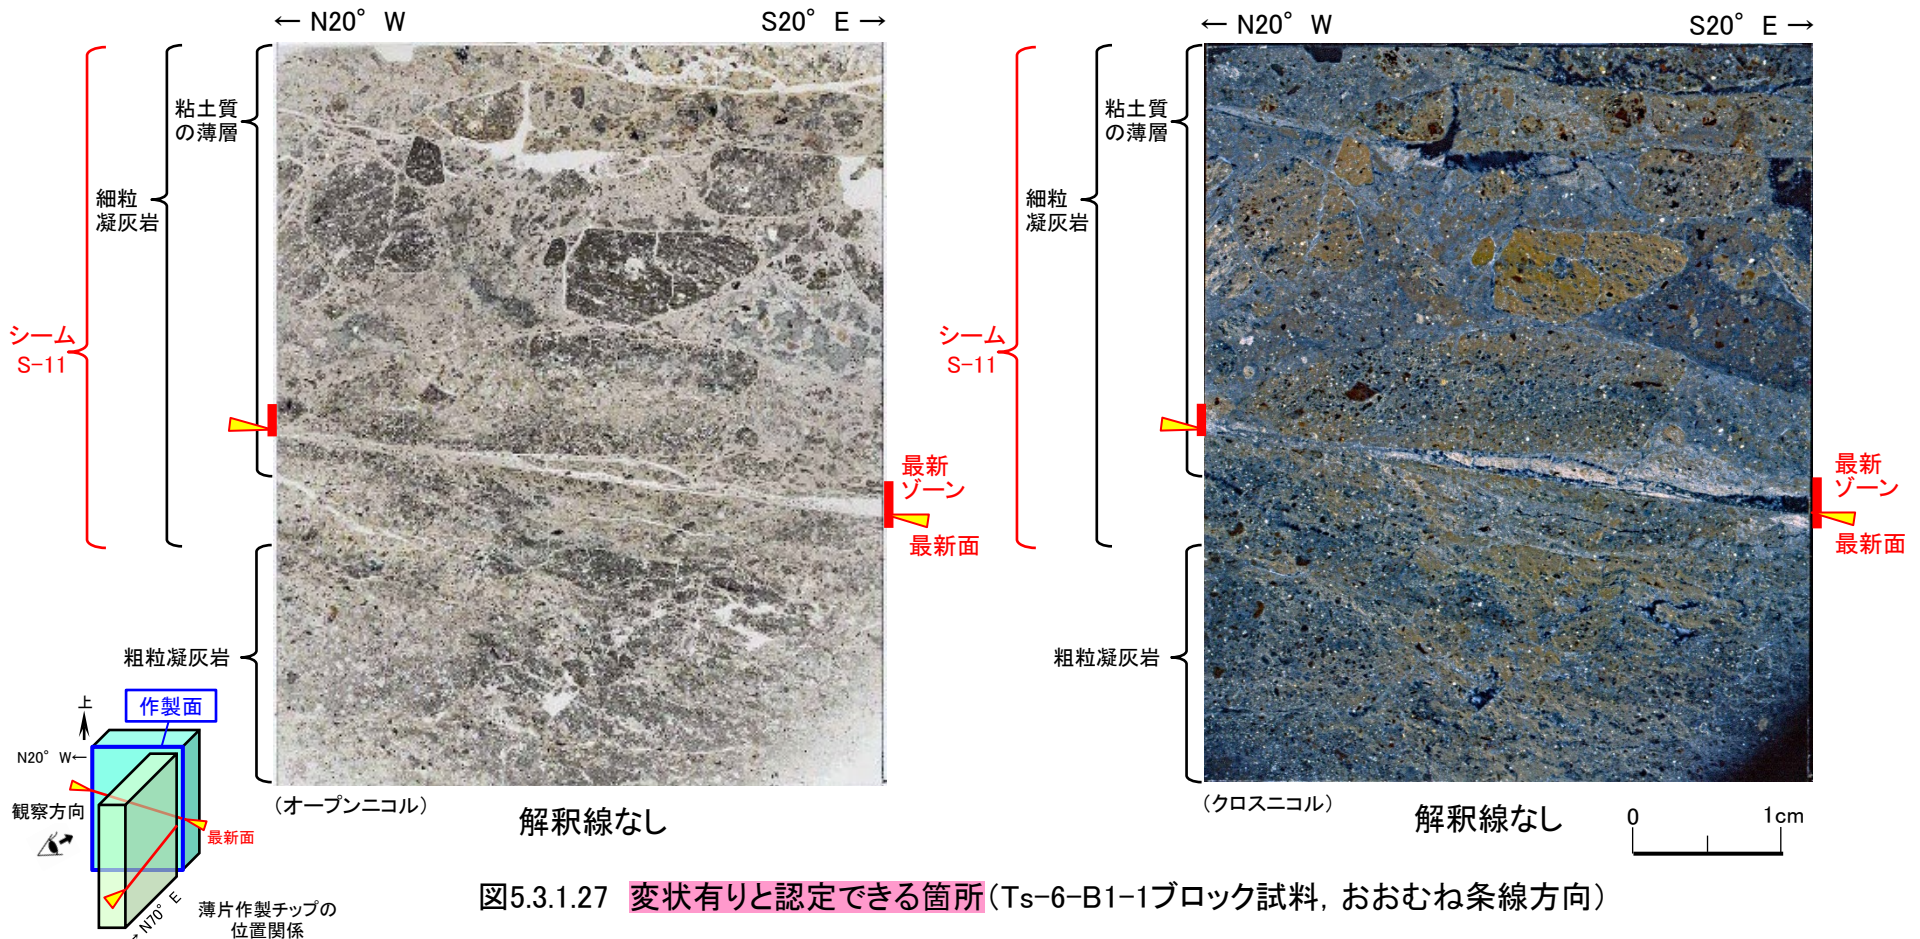 ← N20° W
S20° E →
← N20° W
S20° E →
粘土質
の薄層
細粒
凝灰岩
シーム
S-11
最新
ゾーン
最新面
粗粒凝灰岩
粘土質
の薄層
細粒
凝灰岩
シーム
S-11
最新
ゾーン
最新面
粗粒凝灰岩
上
作製面
N20° W←
観察方向
最新面
→ N70° E
薄片作製チップの
位置関係
(オープンニコル)
解釈線なし
(クロスニコル)
解釈線なし
0
1cm
図5.3.1.27 変状有りと認定できる箇所(Ts-6-B1-1ブロック試料, おおむね条線方向)